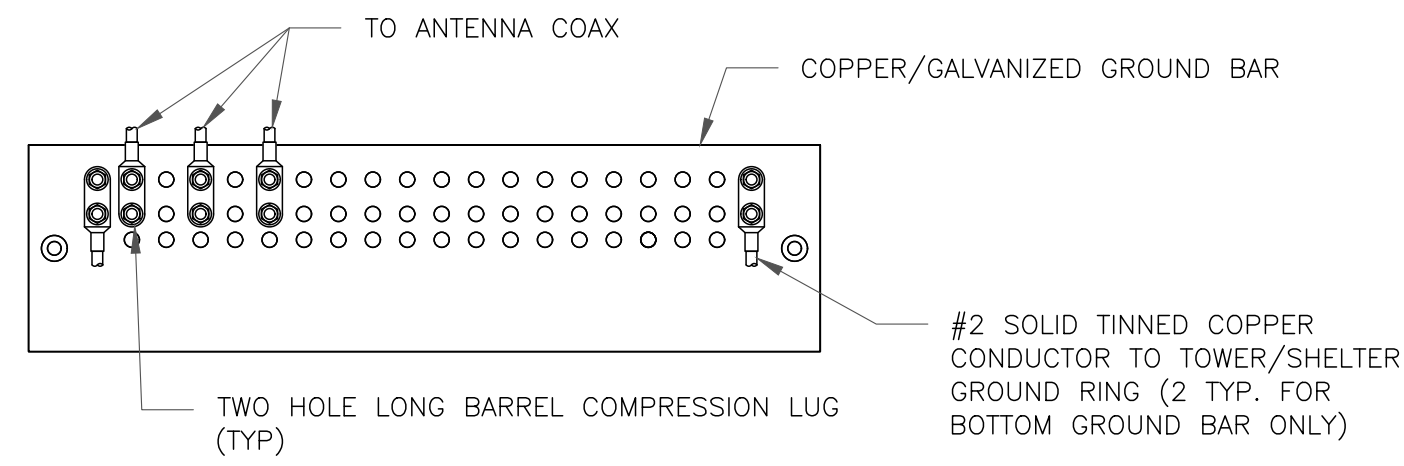 TO ANTENNA COAX
COPPER/GALVANIZED GROUND BAR
#2 SOLID TINNED COPPER
CONDUCTOR TO TOWER/SHELTER
GROUND RING (2 TYP. FOR
BOTTOM GROUND BAR ONLY)
TWO HOLE LONG BARREL COMPRESSION LUG
(TYP)